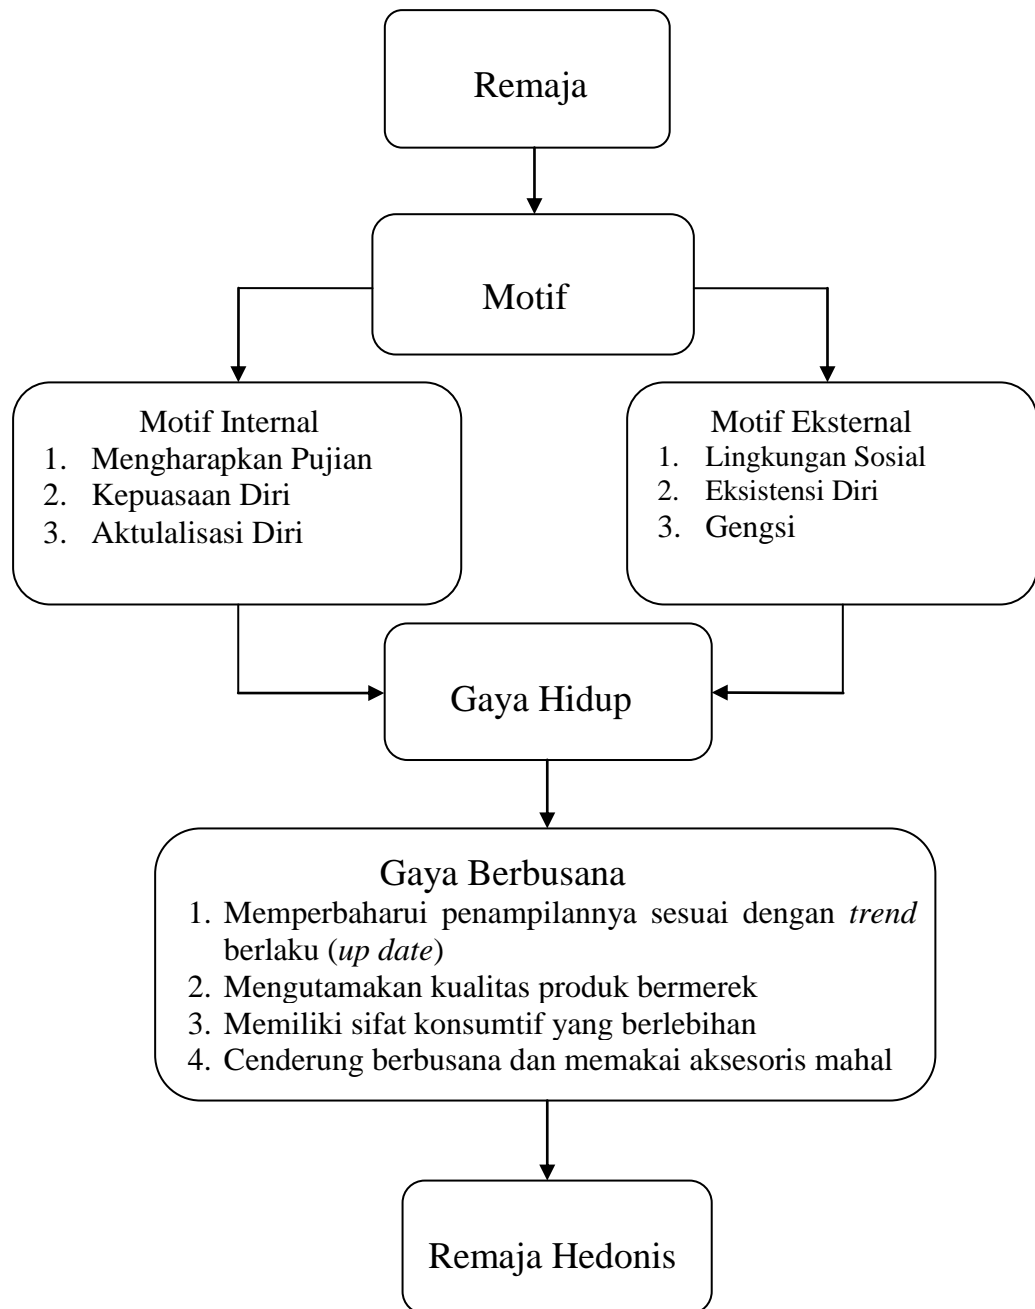 Remaja
Motif
Motif Internal
1. Mengharapkan Pujian
2. Kepuasaan Diri
3. Aktulalisasi Diri
Motif Eksternal
1. Lingkungan Sosial
2. Eksistensi Diri
3. Gengsi
Gaya Hidup
Gaya Berbusana
1. Memperbaharui penampilannya sesuai dengan trend
berlaku (up date)
2. Mengutamakan kualitas produk bermerek
3. Memiliki sifat konsumtif yang berlebihan
4. Cenderung berbusana dan memakai aksesoris mahal
Remaja Hedonis